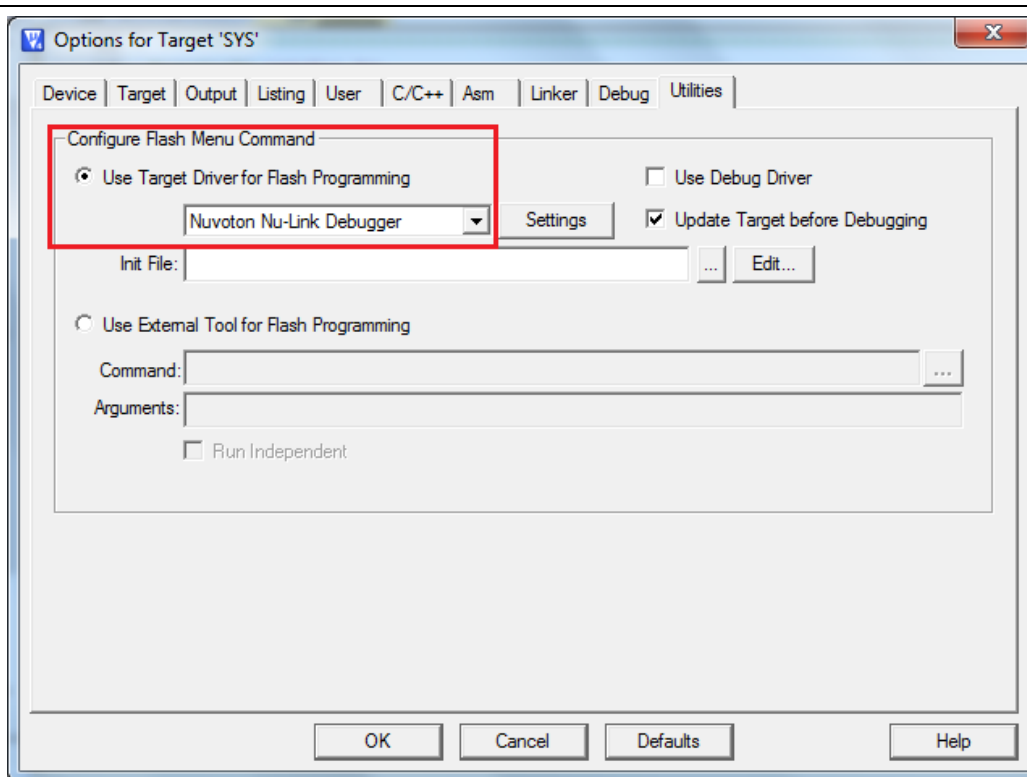 Options for Target 'SYS'
Device Target Output Listing User C/C++ Asm Linker Debug Utilities
Configure Flash Menu Command
Use Target Driver for Flash Programming
Use Debug Driver
Nuvoton Nu-Link Debugger
Settings
Update Target before Debugging
Init File:
...
Edit...
Use External Tool for Flash Programming
Command:
...
Arguments:
Run Independent
OK Cancel Defaults Help